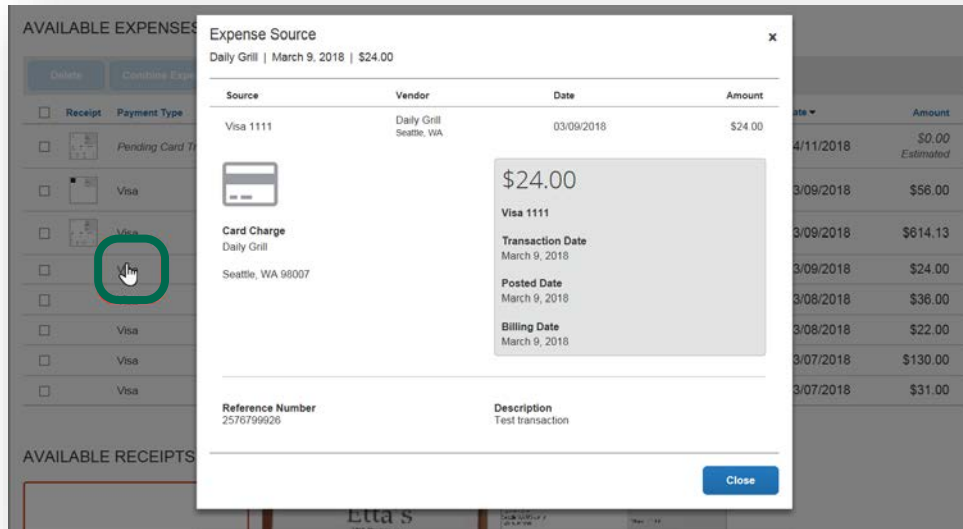 AVAILABLE EXPENSES
Delete Combine Expe
Receipt Payment Type ate Amount
Pending Card Tr 4/11/2018 $0.00
Estimated
Visa 3/09/2018 $56.00
Visa 3/09/2018 $614.13
3/09/2018 $24.00
3/08/2018 $36.00
Visa 3/08/2018 $22.00
Visa 3/07/2018 $130.00
Visa 3/07/2018 $31.00
AVAILABLE RECEIPTS
Etta's
Expense Source x
Daily Grill | March 9, 2018 | $24.00
Source Vendor Date Amount
Visa 1111 Daily Grill 03/09/2018 $24.00
Seattle, WA
Card Charge
Daily Grill
Seattle, WA 98007
$24.00
Visa 1111
Transaction Date
March 9, 2018
Posted Date
March 9, 2018
Billing Date
March 9, 2018
Reference Number
2576799926
Description
Test transaction
Close